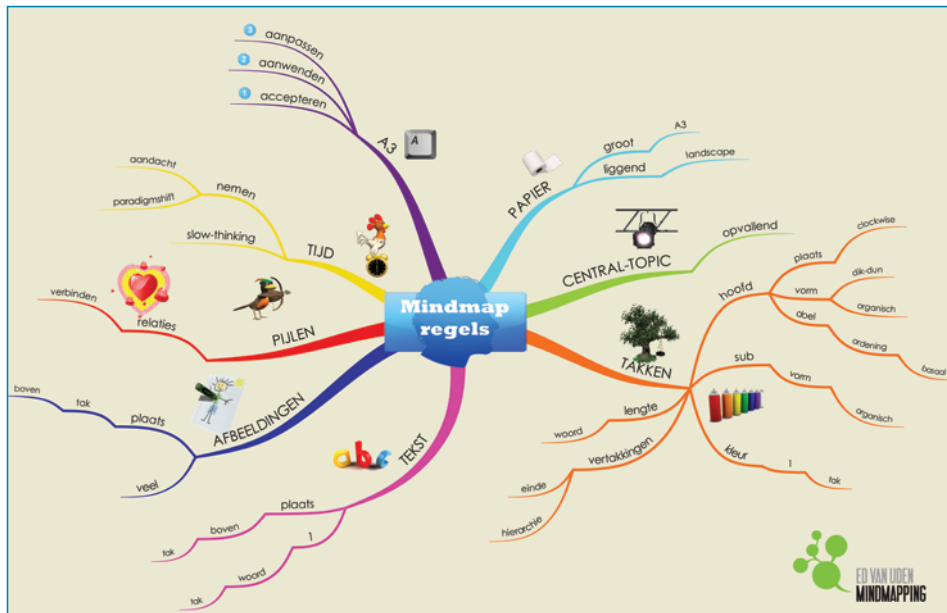 Mindmap
regels
PAPIER
groot
A3
liggend
landscape
CENTRAL-TOPIC
opvallend
TAKKEN
hoofd
plaats
clockwise
vorm
dik-dun
organisch
abel
ardening
basaal
sub
vorm
organisch
kleur
1
tak
lengte
woord
vertakkingen
einde
hierarchie
TEKST
abc
plaats
boven
tak
1
woord
tak
AFBEELDINGEN
plaats
tak
boven
veel
PIJLEN
relaties
verbinden
TIJD
nemen
aandacht
paradigmshift
slow-thinking
A3
A
1 accepteren
2 aanwenden
3 aanpassen
ED VAN UDEN
MINDMAPPING